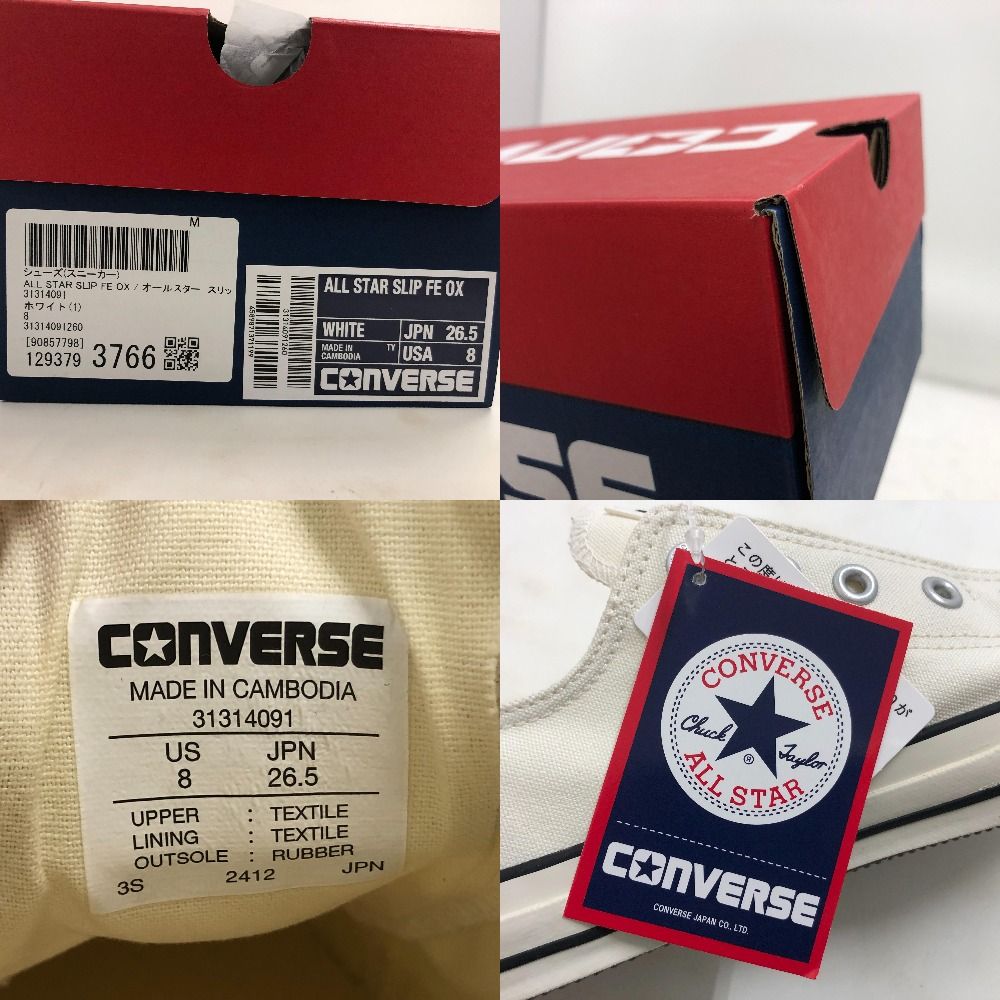 M
シューズ(スニーカー)
ALL STAR SLIP FE OX / オールスター スリッ
31314091
ホワイト(1)
8
31314091260
[90857798]
129379 3766
31314091260
ALL STAR SLIP FE OX
WHITE JPN 26.5
MADE IN CAMBODIA TY USA 8
CONVERSE
CONVERSE
MADE IN CAMBODIA
31314091
US JPN
8 26.5
UPPER : TEXTILE
LINING : TEXTILE
OUTSOLE : RUBBER
3S 2412 JPN
この度
CONVERSE
Chuck Taylor
®
ALL STAR
CONVERSE
CONVERSE JAPAN CO., LTD.